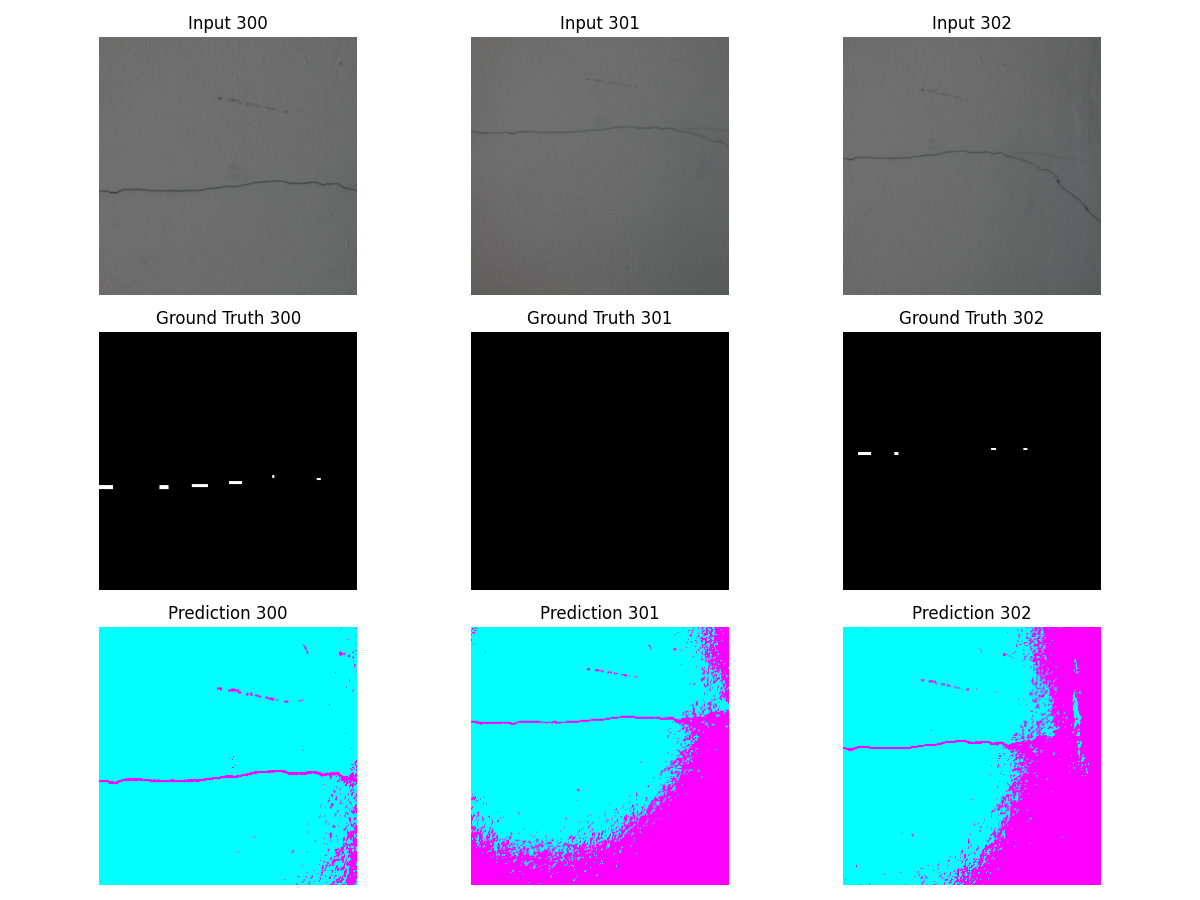 Input 300
Input 301
Input 302
Ground Truth 300
Ground Truth 301
Ground Truth 302
Prediction 300
Prediction 301
Prediction 302